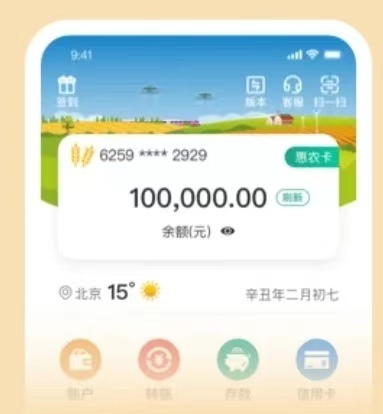 9:41
签到 版本 客服 扫一扫
6259 **** 2929 惠农卡
100,000.00 刷新
余额(元)
北京 15° 辛丑年二月初七
账户 转账 存款 信用卡